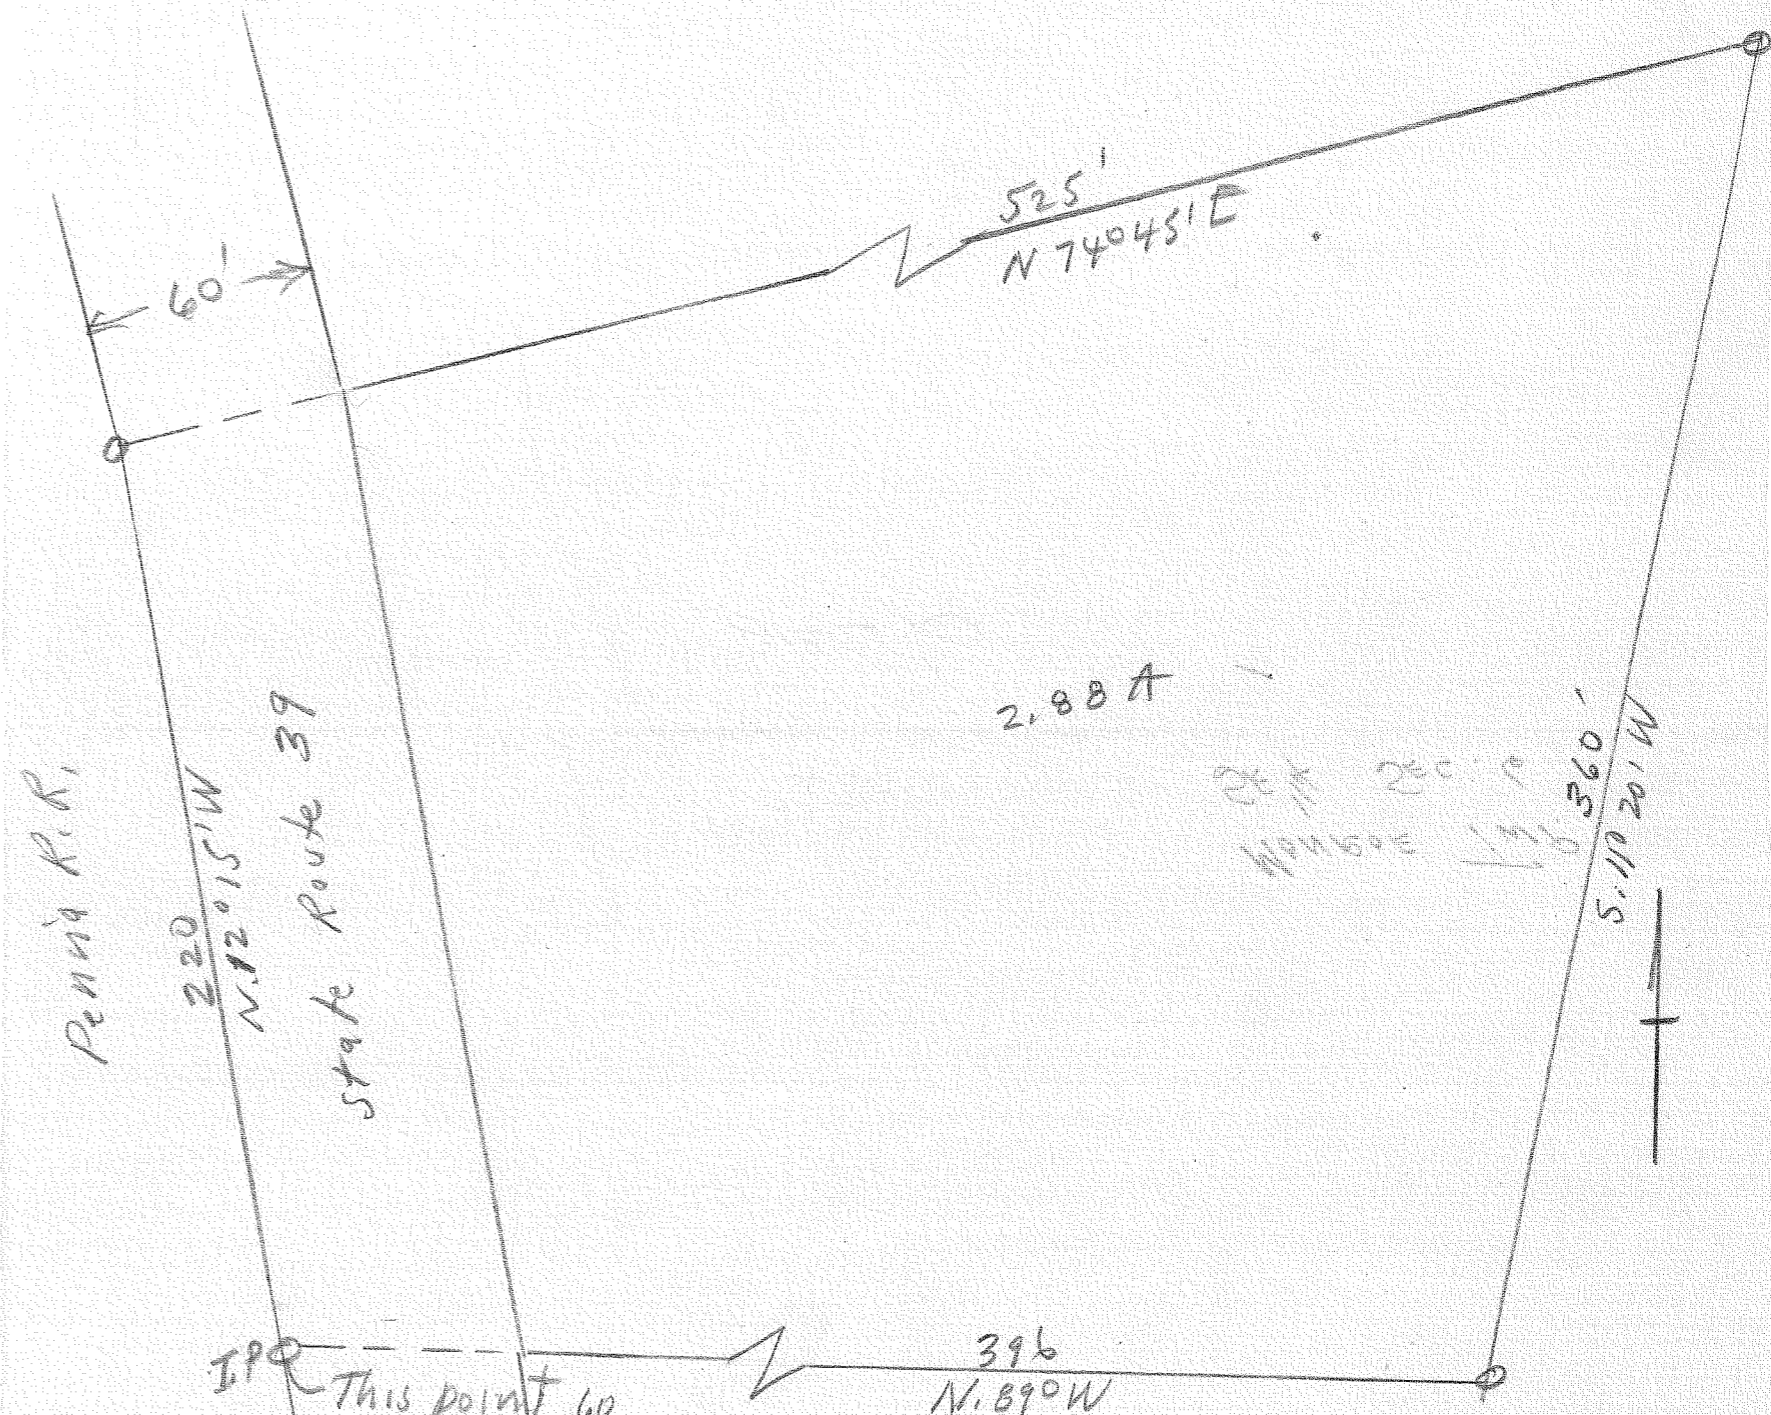 60'
525'
N 74°45' E
2.88 A
360'
S. 11° 20' W
Penna R.R.
220
N. 12° 15' W
State Route 39
I.P.
This point 60
396
N. 89° W